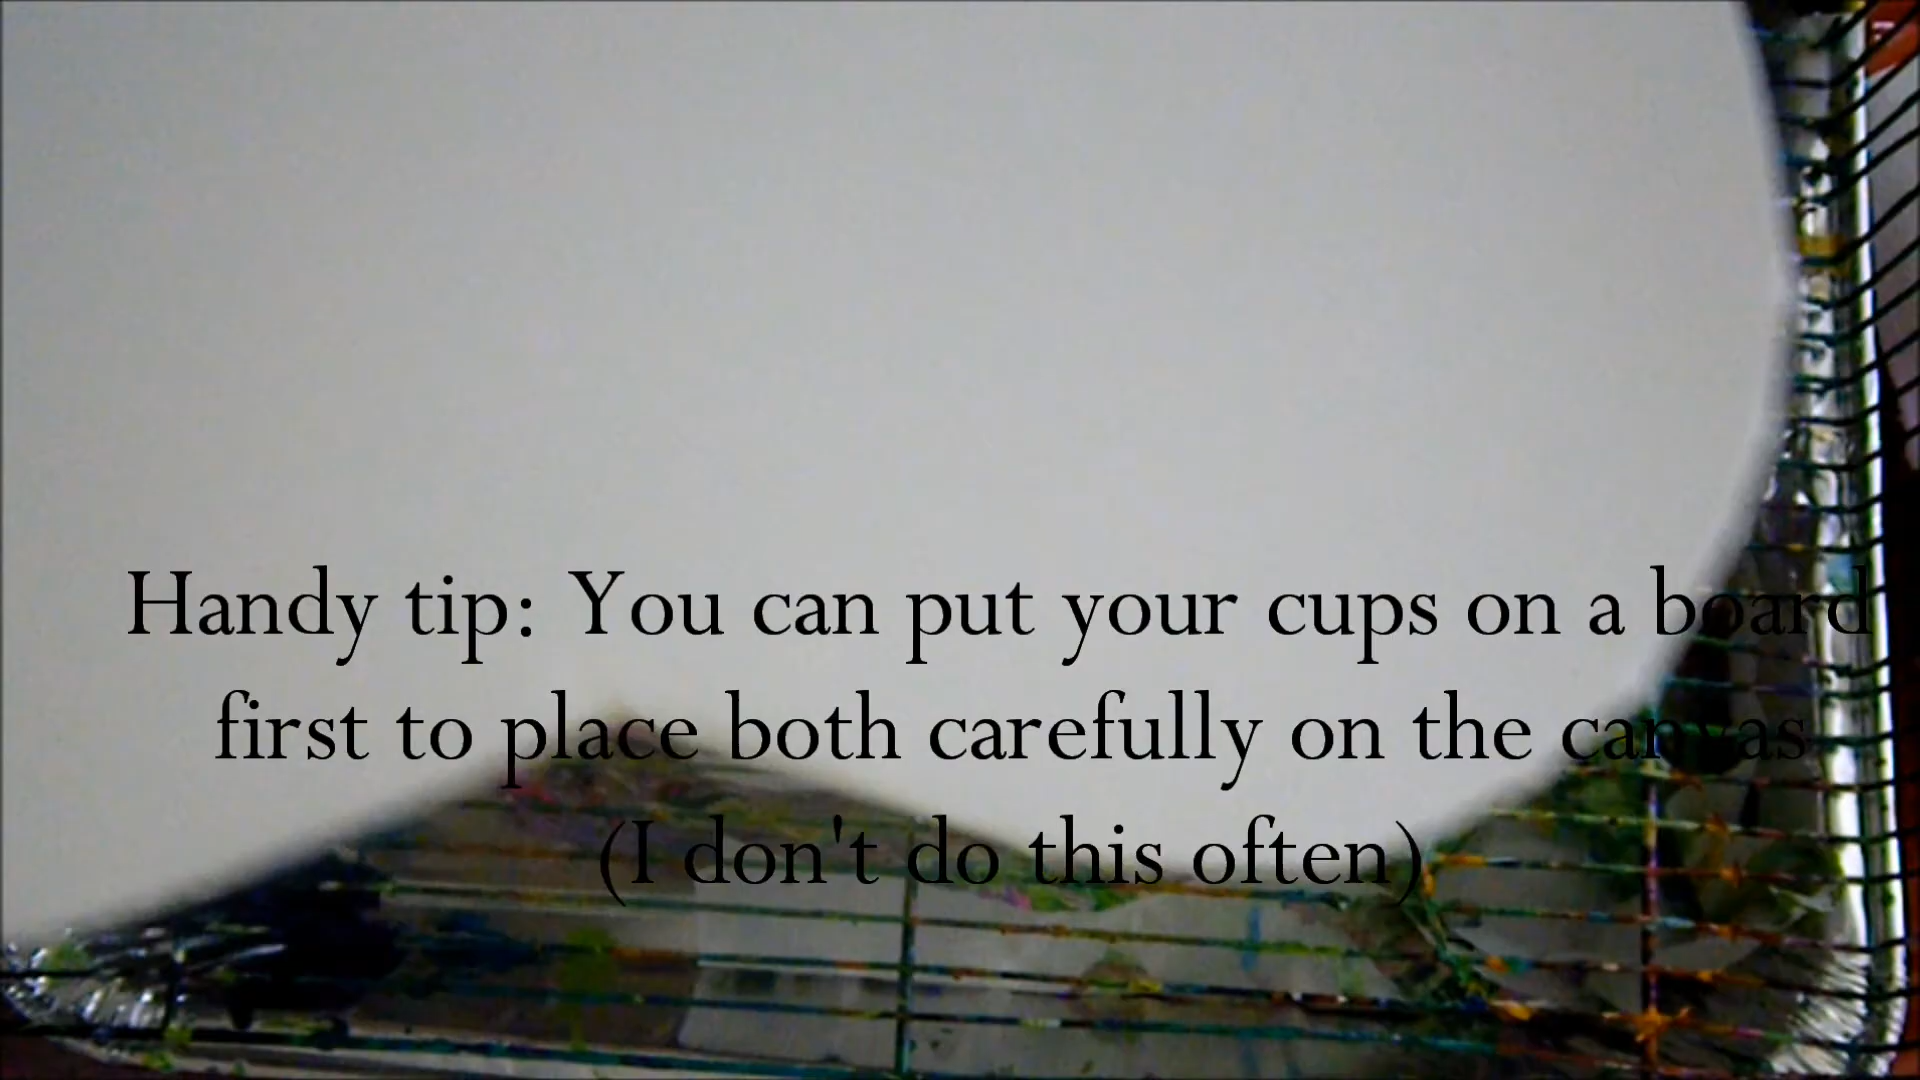 Handy tip: You can put your cups on a board
first to place both carefully on the canvas
(I don't do this often)